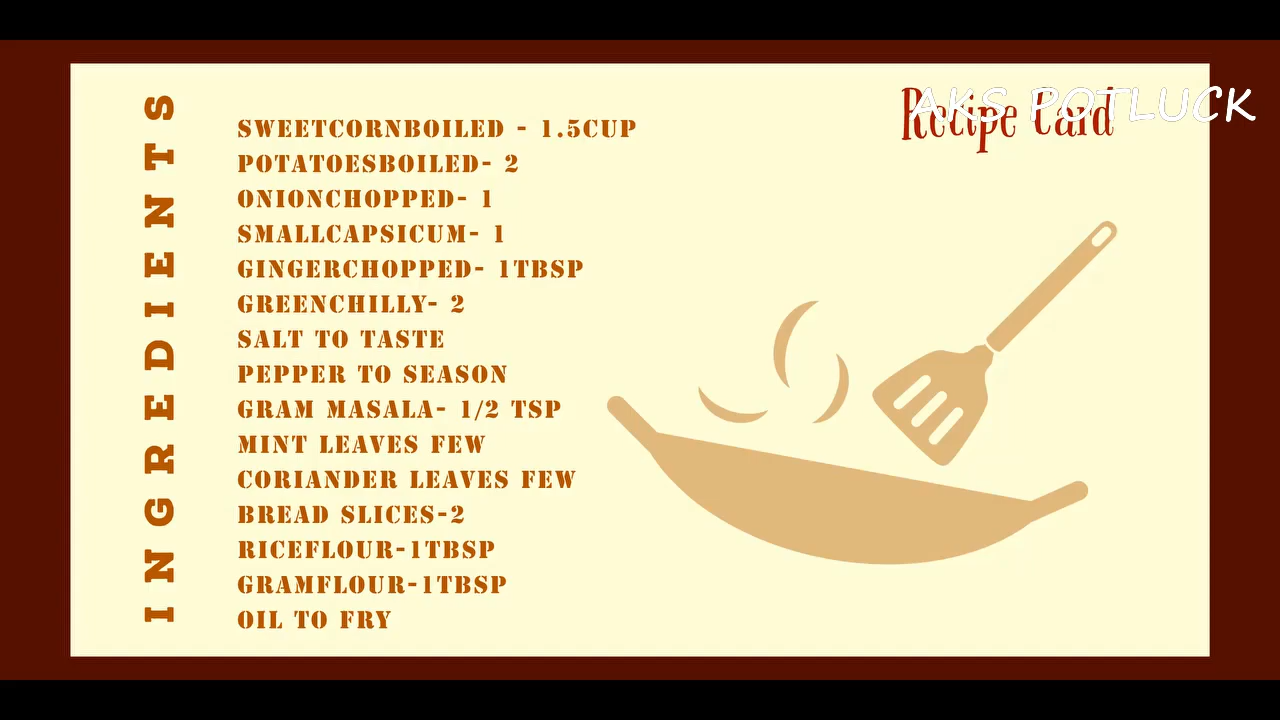 INGREDIENTS
SWEETCORNBOILED - 1.5CUP
POTATOESBOILED- 2
ONIONCHOPPED- 1
SMALLCAPSICUM- 1
GINGERCHOPPED- 1TBSP
GREENCHILLY- 2
SALT TO TASTE
PEPPER TO SEASON
GRAM MASALA- 1/2 TSP
MINT LEAVES FEW
CORIANDER LEAVES FEW
BREAD SLICES-2
RICEFLOUR-1TBSP
GRAMFLOUR-1TBSP
OIL TO FRY
Recipe Card
AKS POTLUCK